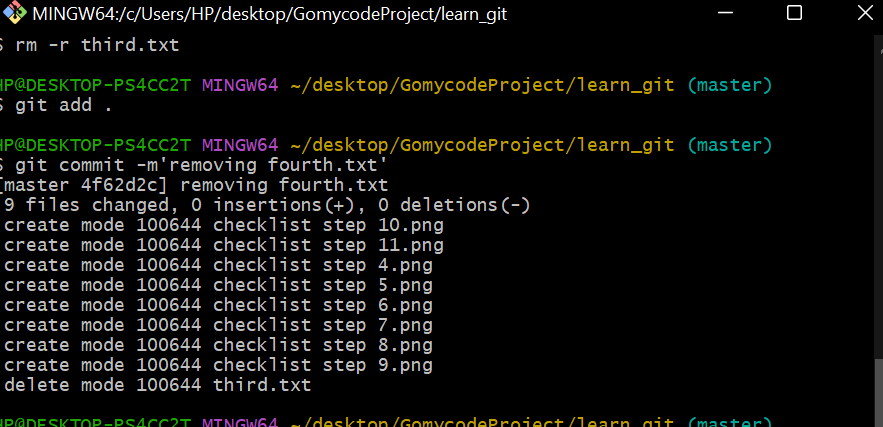 MINGW64:/c/Users/HP/desktop/GomycodeProject/learn_git
$ rm -r third.txt
HP@DESKTOP-PS4CC2T MINGW64 ~/desktop/GomycodeProject/learn_git (master)
$ git add .
HP@DESKTOP-PS4CC2T MINGW64 ~/desktop/GomycodeProject/learn_git (master)
$ git commit -m'removing fourth.txt'
[master 4f62d2c] removing fourth.txt
9 files changed, 0 insertions(+), 0 deletions(-)
create mode 100644 checklist step 10.png
create mode 100644 checklist step 11.png
create mode 100644 checklist step 4.png
create mode 100644 checklist step 5.png
create mode 100644 checklist step 6.png
create mode 100644 checklist step 7.png
create mode 100644 checklist step 8.png
create mode 100644 checklist step 9.png
delete mode 100644 third.txt
HP@DESKTOP-PS4CC2T MINGW64 ~/desktop/GomycodeProject/learn_git (master)